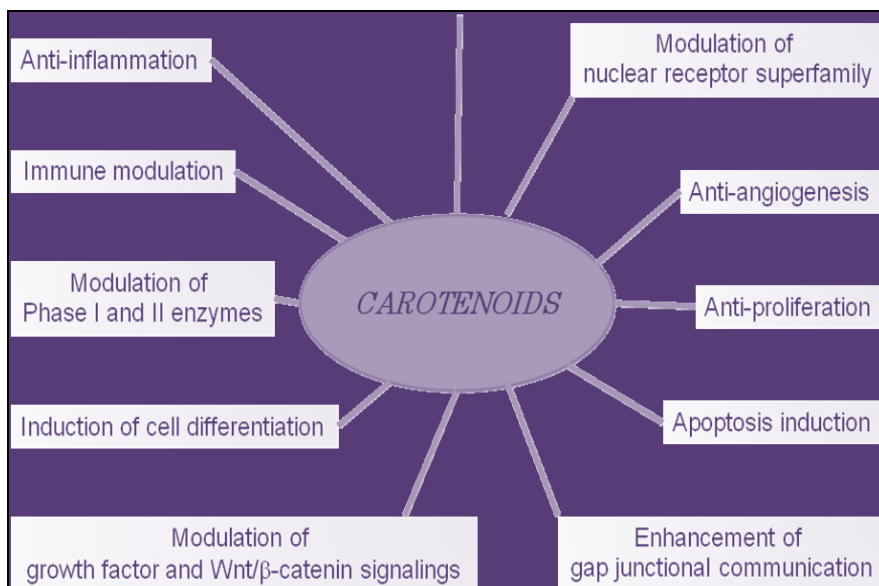 Anti-inflammation
Modulation of
nuclear receptor superfamily
Immune modulation
Anti-angiogenesis
Modulation of
Phase I and II enzymes
CAROTENOIDS
Anti-proliferation
Induction of cell differentiation
Apoptosis induction
Modulation of
growth factor and Wnt/β-catenin signalings
Enhancement of
gap junctional communication